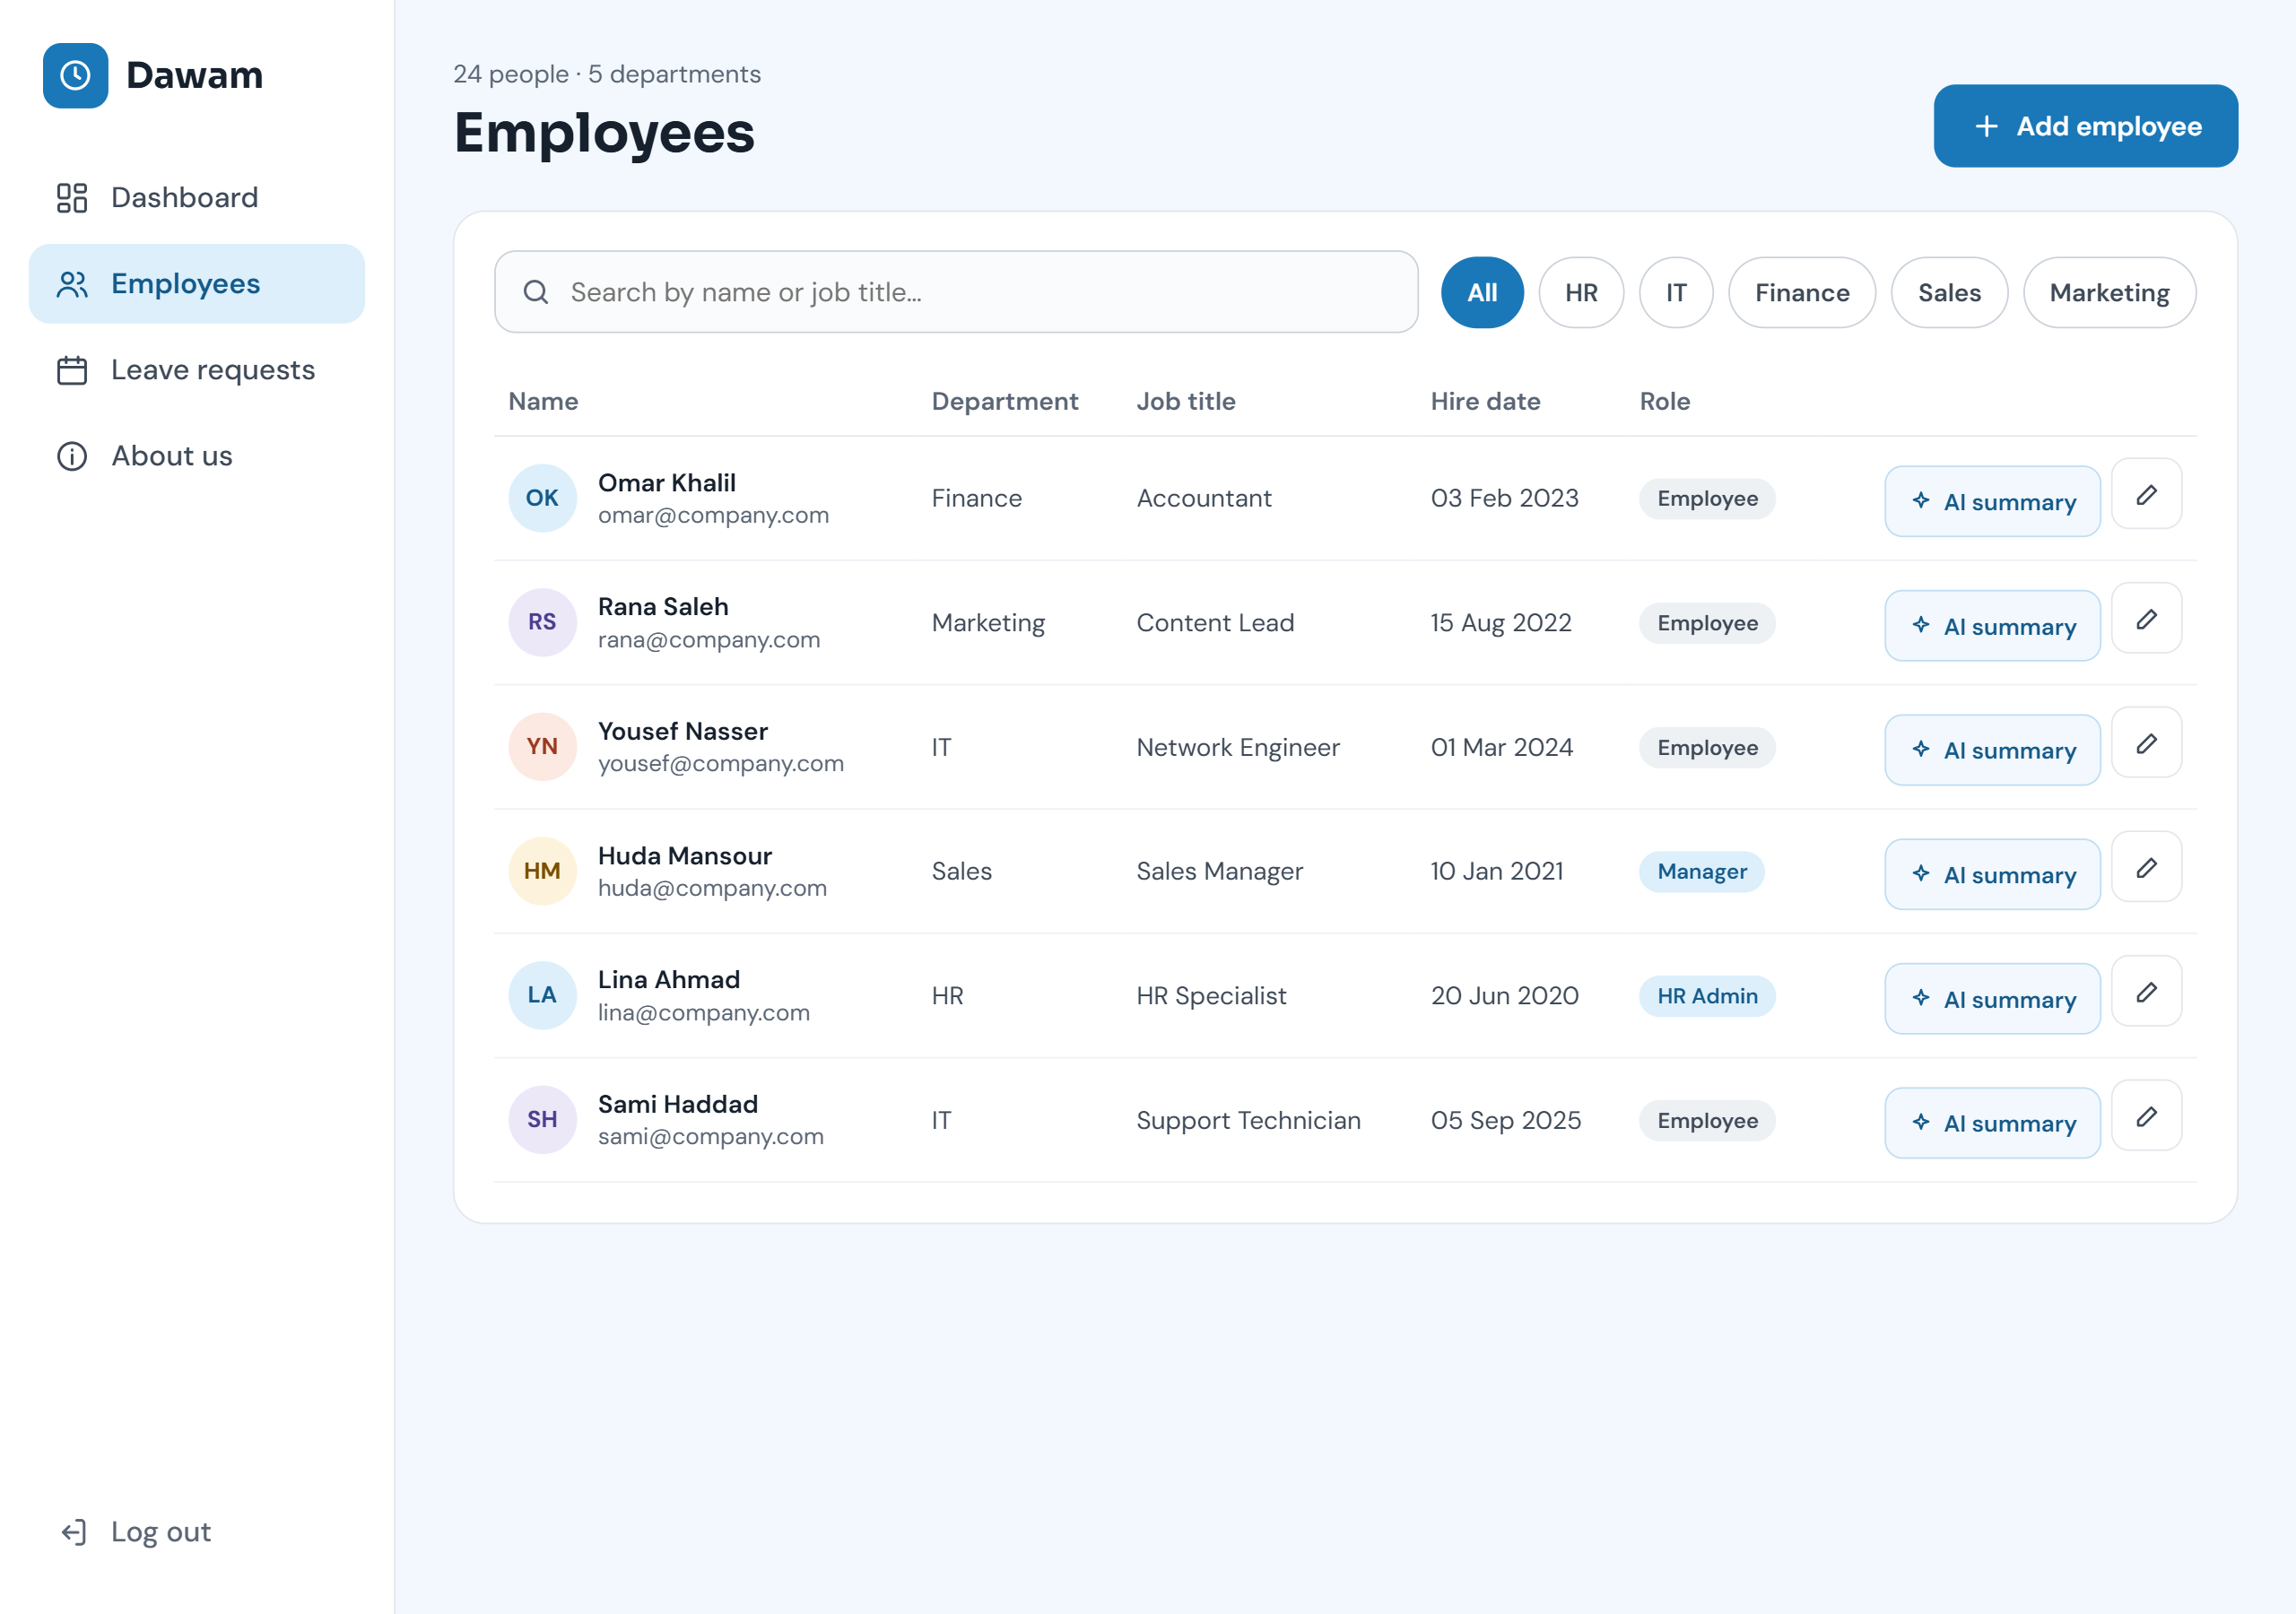 Dawam
Dashboard
Employees
Leave requests
About us
Log out
24 people · 5 departments
Employees
Add employee
Search by name or job title...
All HR IT Finance Sales Marketing
Name Department Job title Hire date Role
OK Omar Khalil Finance Accountant 03 Feb 2023 Employee AI summary
omar@company.com
RS Rana Saleh Marketing Content Lead 15 Aug 2022 Employee AI summary
rana@company.com
YN Yousef Nasser IT Network Engineer 01 Mar 2024 Employee AI summary
yousef@company.com
HM Huda Mansour Sales Sales Manager 10 Jan 2021 Manager AI summary
huda@company.com
LA Lina Ahmad HR HR Specialist 20 Jun 2020 HR Admin AI summary
lina@company.com
SH Sami Haddad IT Support Technician 05 Sep 2025 Employee AI summary
sami@company.com